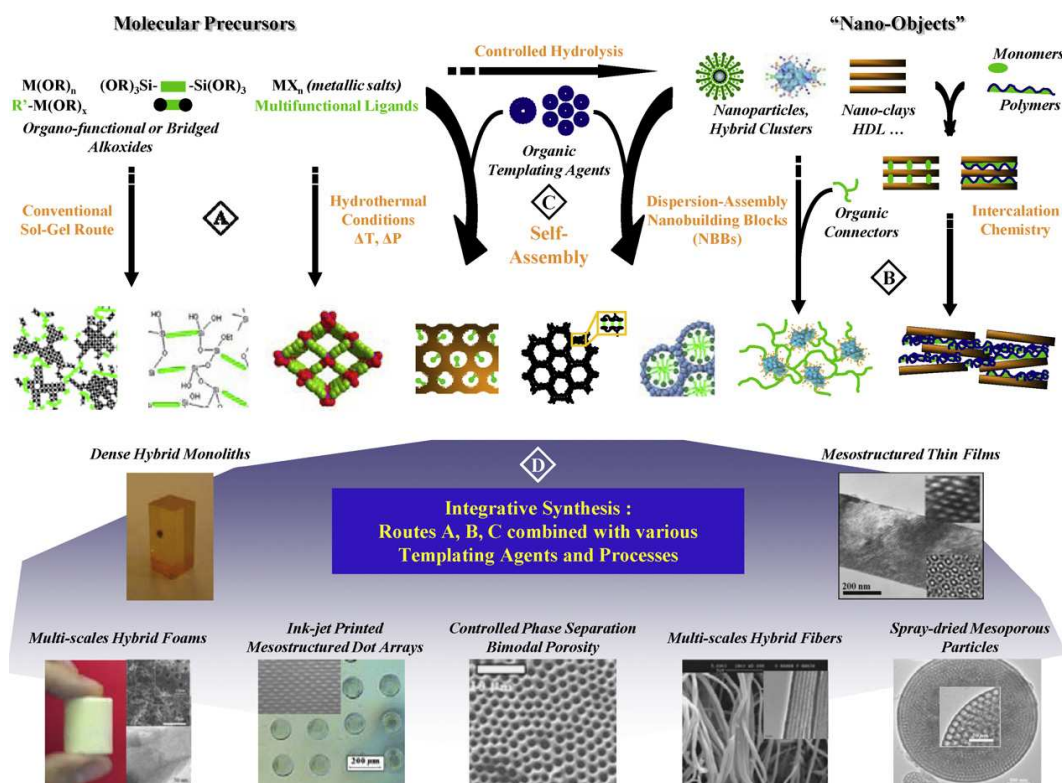 Molecular Precursors
“Nano-Objects”
M(OR)n (OR)3Si- -Si(OR)3
R’-M(OR)x
Organo-functional or Bridged
Alkoxides
MXn (metallic salts)
Multifunctional Ligands
Controlled Hydrolysis
Organic
Templating Agents
Nanoparticles,
Hybrid Clusters
Nano-clays
HDL ...
Monomers
Polymers
Conventional
Sol-Gel Route
A
Hydrothermal
Conditions
ΔT, ΔP
C
Self-
Assembly
Dispersion-Assembly
Nanobuilding Blocks
(NBBs)
Organic
Connectors
B
Intercalation
Chemistry
HO
OH
OEt
Si
O
Dense Hybrid Monoliths
D
Integrative Synthesis :
Routes A, B, C combined with various
Templating Agents and Processes
Mesostructured Thin Films
200 nm
Multi-scales Hybrid Foams
Ink-jet Printed
Mesostructured Dot Arrays
200 µm
Controlled Phase Separation
Bimodal Porosity
Multi-scales Hybrid Fibers
Spray-dried Mesoporous
Particles